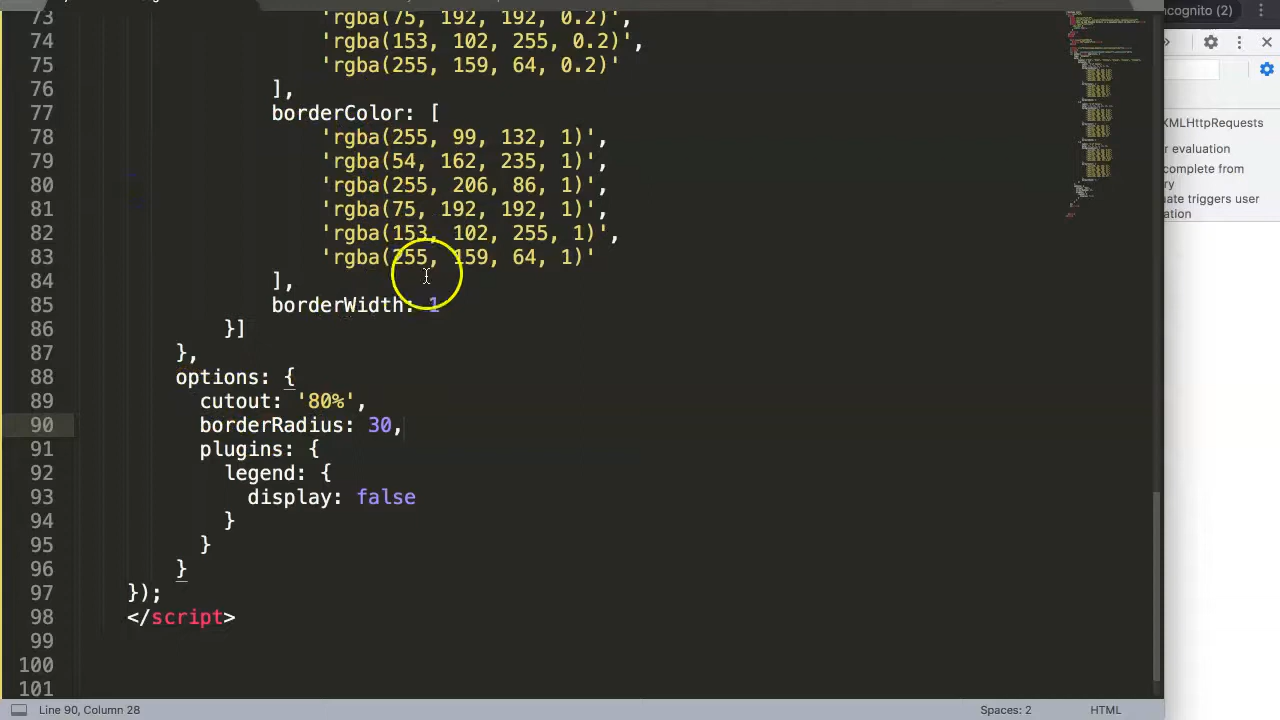 ncognito (2)
73 'rgba(75, 192, 192, 0.2)',
74 'rgba(153, 102, 255, 0.2)',
75 'rgba(255, 159, 64, 0.2)'
76 ],
77 borderColor: [
78 'rgba(255, 99, 132, 1)',
79 'rgba(54, 162, 235, 1)',
80 'rgba(255, 206, 86, 1)',
81 'rgba(75, 192, 192, 1)',
82 'rgba(153, 102, 255, 1)',
83 'rgba(255, 159, 64, 1)'
84 ],
85 borderWidth: 1
86 }]
87 },
88 options: {
89 cutout: '80%',
90 borderRadius: 30,
91 plugins: {
92 legend: {
93 display: false
94 }
95 }
96 }
97 });
98 </script>
99
100
101
XMLHttpRequests
r evaluation
complete from
ry
uate triggers user
ation
Line 90, Column 28
Spaces: 2
HTML